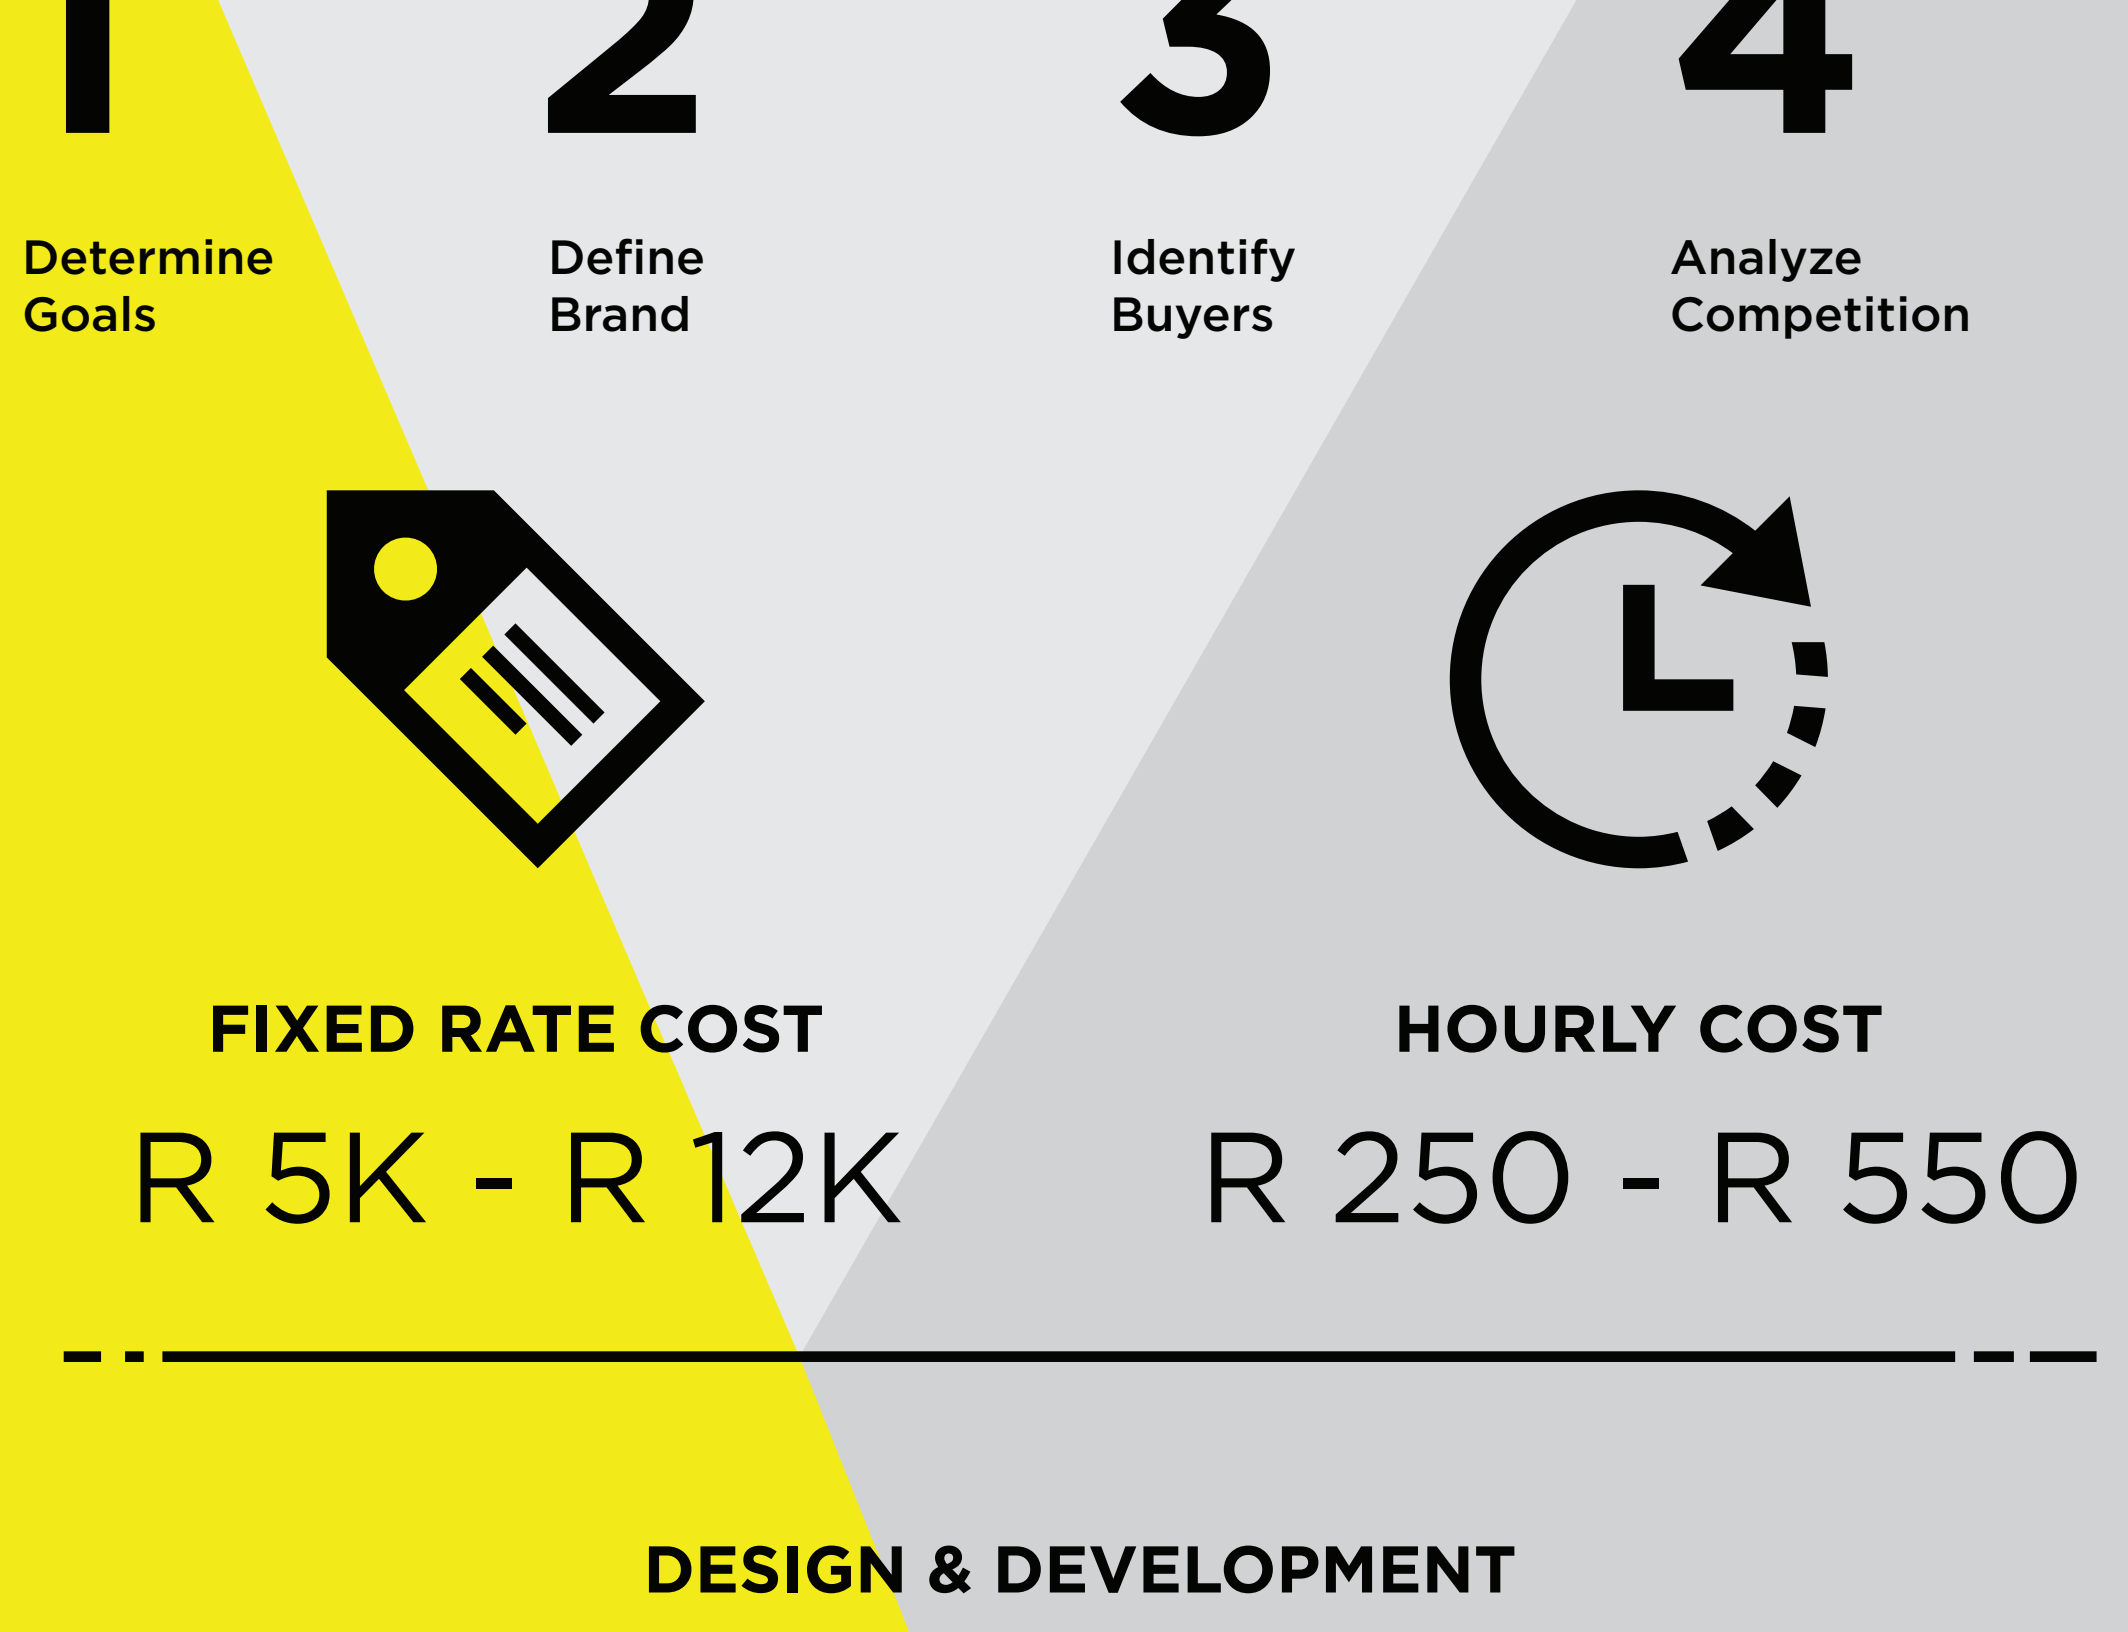 1 2 3 4
Determine
Goals
Define
Brand
Identify
Buyers
Analyze
Competition
FIXED RATE COST
R 5K - R 12K
HOURLY COST
R 250 - R 550
DESIGN & DEVELOPMENT